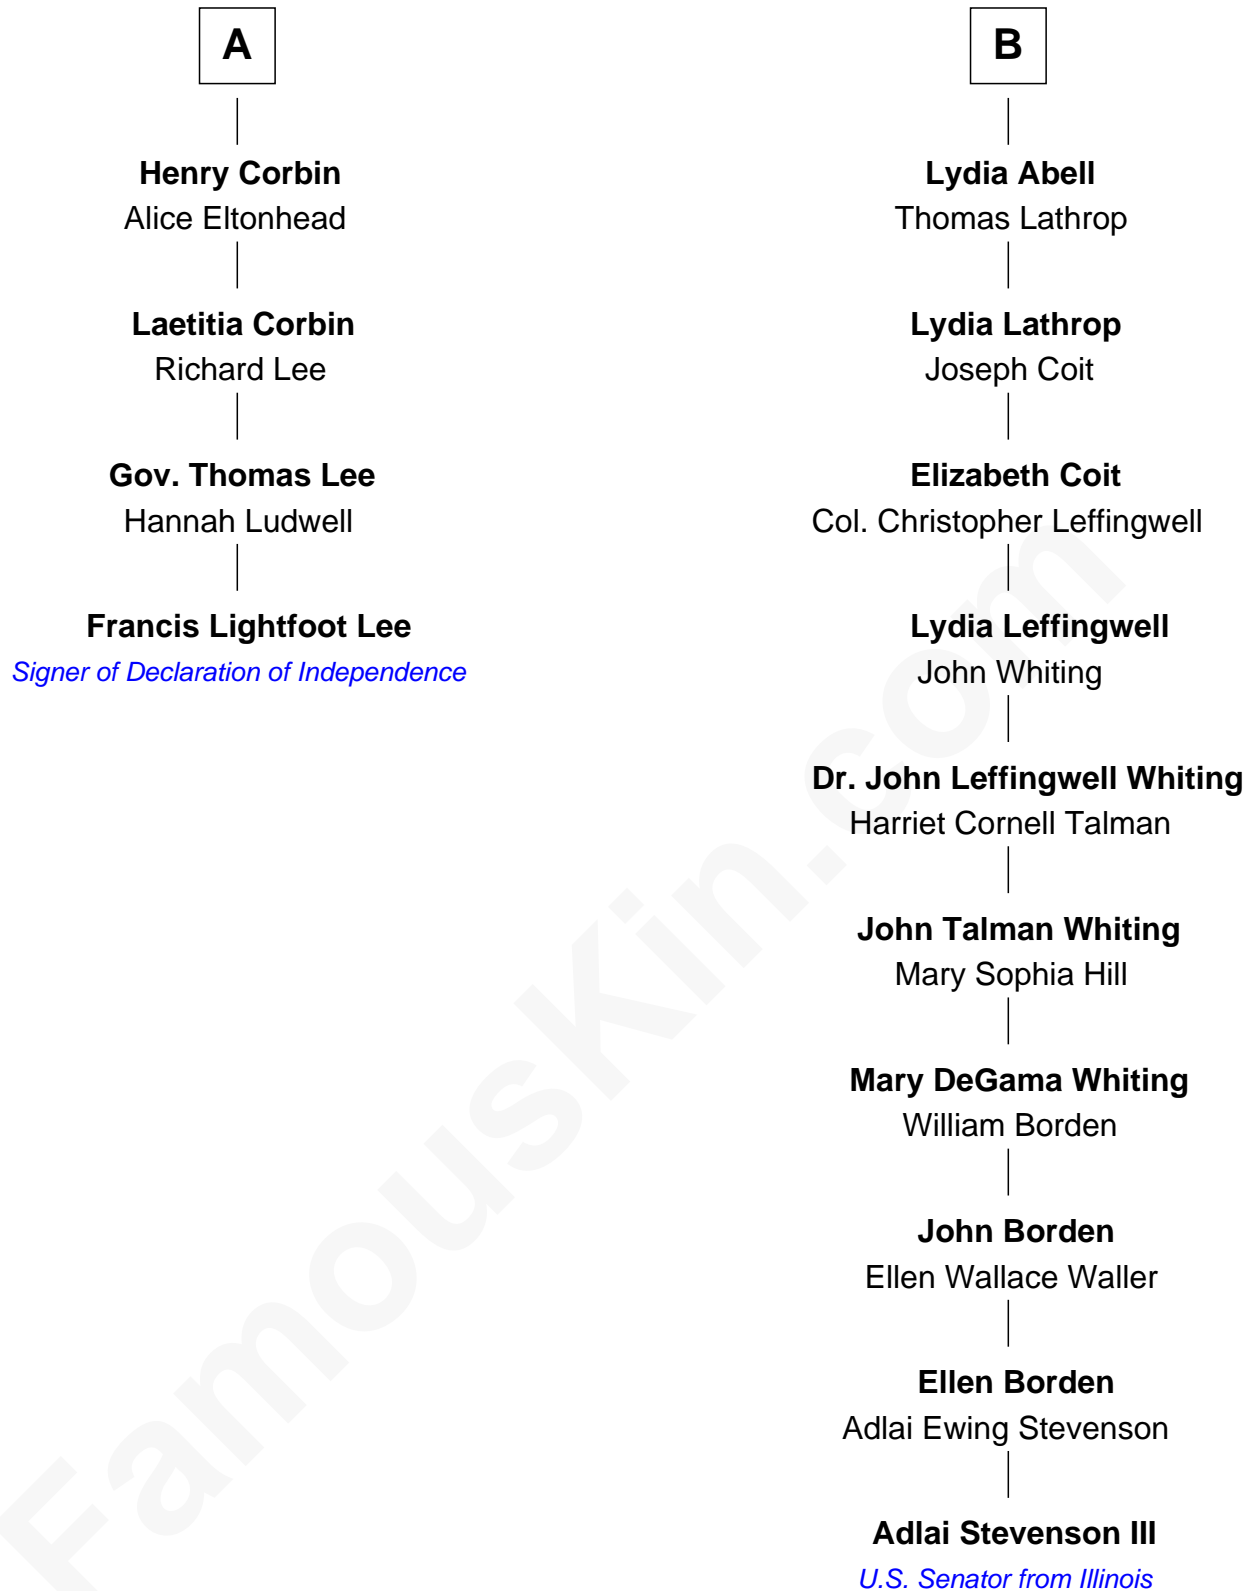 A
Henry Corbin
Alice Eltonhead
Laetitia Corbin
Richard Lee
Gov. Thomas Lee
Hannah Ludwell
Francis Lightfoot Lee
Signer of Declaration of Independence
B
Lydia Abell
Thomas Lathrop
Lydia Lathrop
Joseph Coit
Elizabeth Coit
Col. Christopher Leffingwell
Lydia Leffingwell
John Whiting
Dr. John Leffingwell Whiting
Harriet Cornell Talman
John Talman Whiting
Mary Sophia Hill
Mary DeGama Whiting
William Borden
John Borden
Ellen Wallace Waller
Ellen Borden
Adlai Ewing Stevenson
Adlai Stevenson III
U.S. Senator from Illinois
FamousKin.com